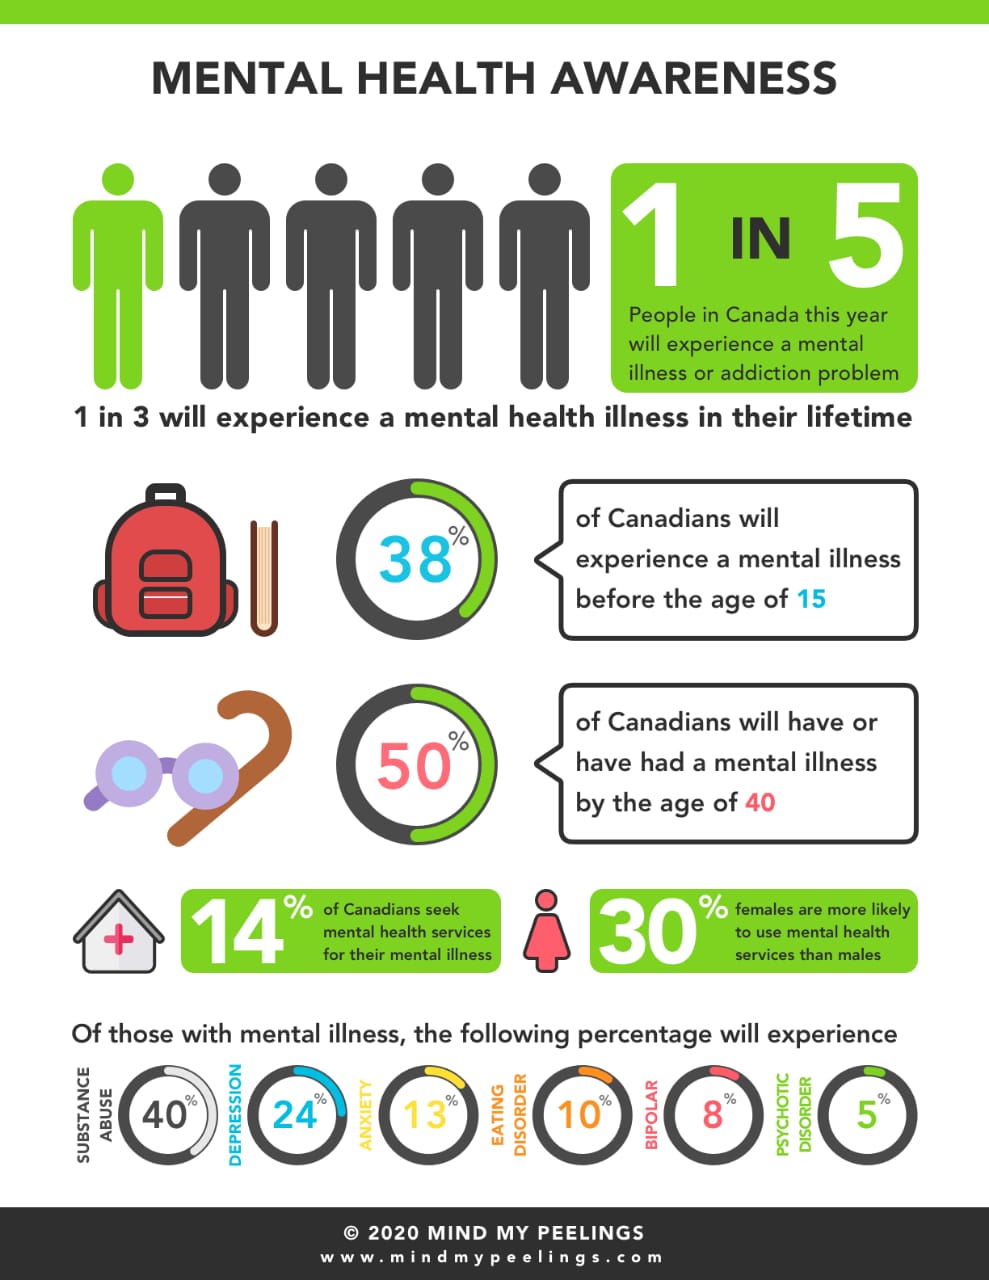 MENTAL HEALTH AWARENESS
1 IN 5
People in Canada this year
will experience a mental
illness or addiction problem
1 in 3 will experience a mental health illness in their lifetime
38%
of Canadians will
experience a mental illness
before the age of 15
50%
of Canadians will have or
have had a mental illness
by the age of 40
14%
of Canadians seek
mental health services
for their mental illness
30%
females are more likely
to use mental health
services than males
Of those with mental illness, the following percentage will experience
SUBSTANCE
ABUSE
40%
DEPRESSION
24%
ANXIETY
13%
EATING
DISORDER
10%
BIPOLAR
8%
PSYCHOTIC
DISORDER
5%
© 2020 MIND MY PEELINGS
www.mindmypeelings.com